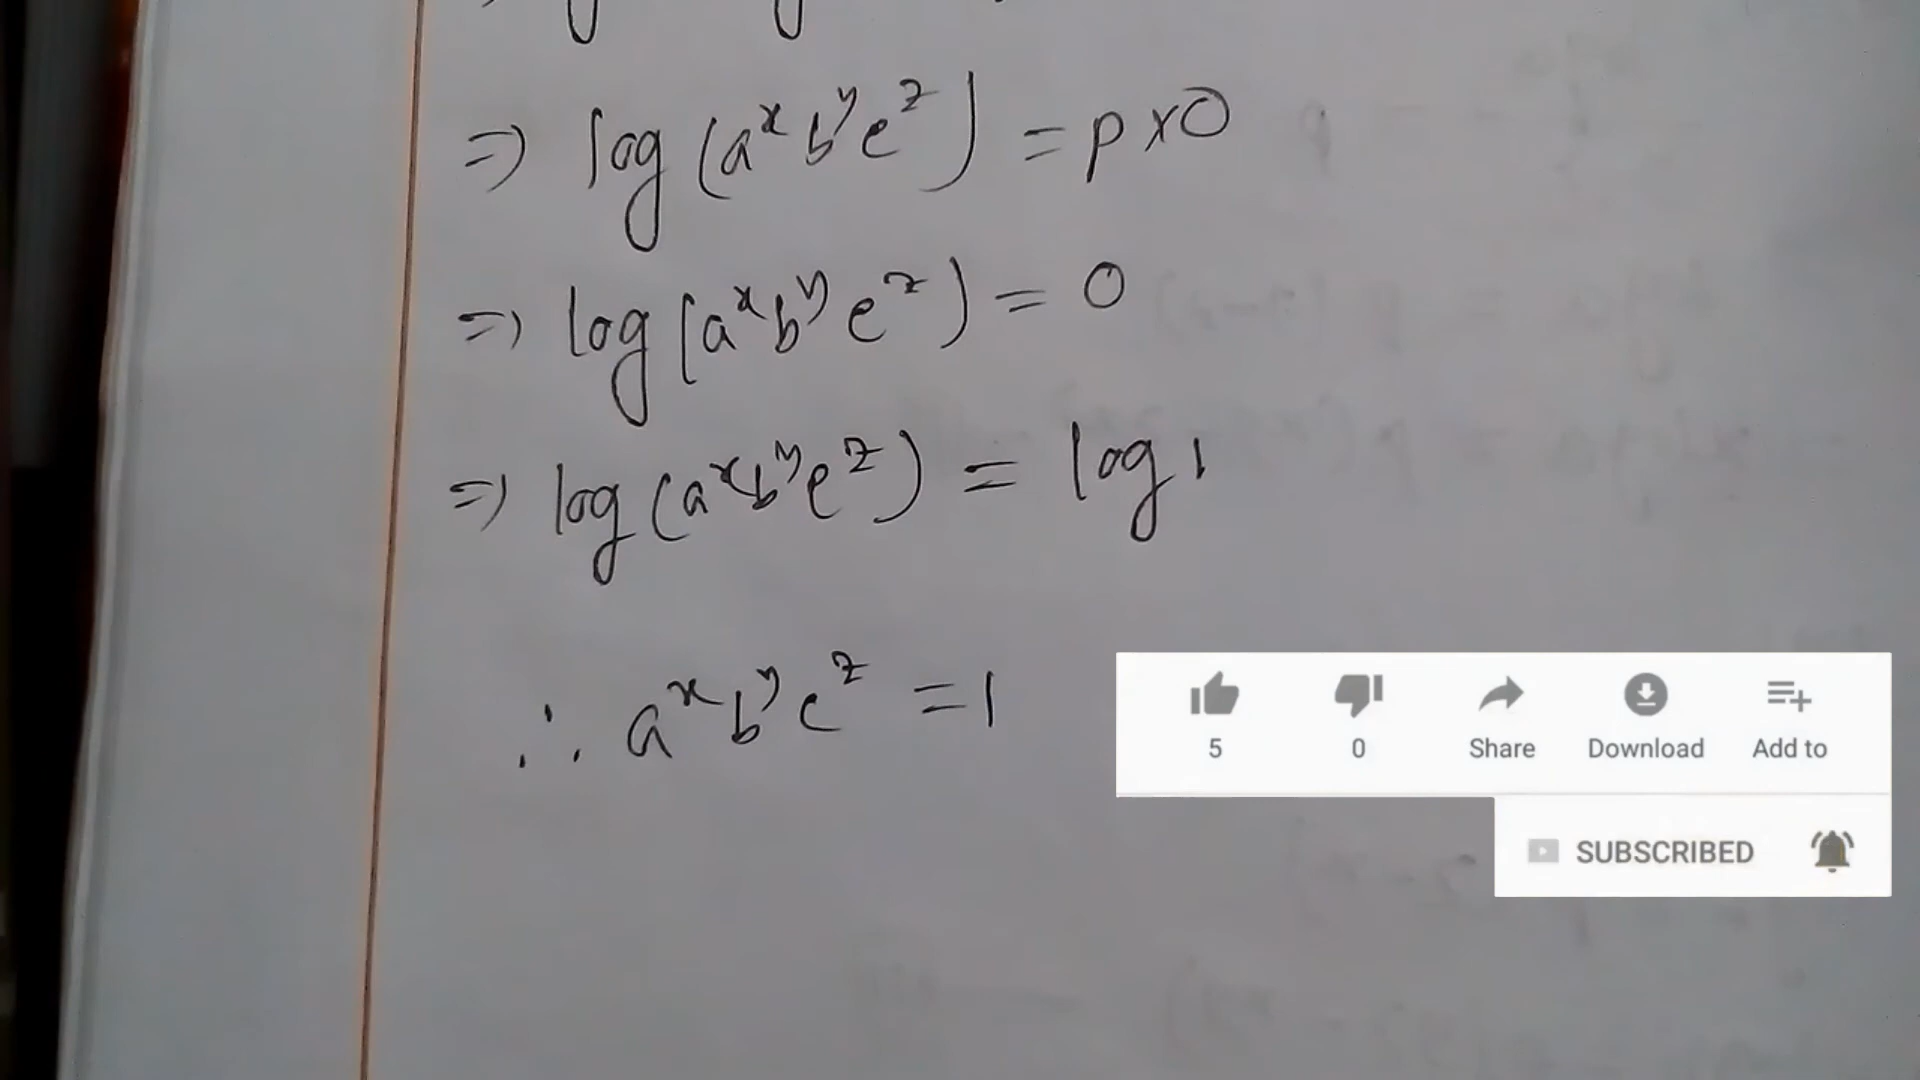 ⇒ log (a^x b^y c^z) = p × 0
⇒ log (a^x b^y c^z) = 0
⇒ log (a^x b^y c^z) = log 1
∴ a^x b^y c^z = 1
5 0 Share Download Add to
SUBSCRIBED